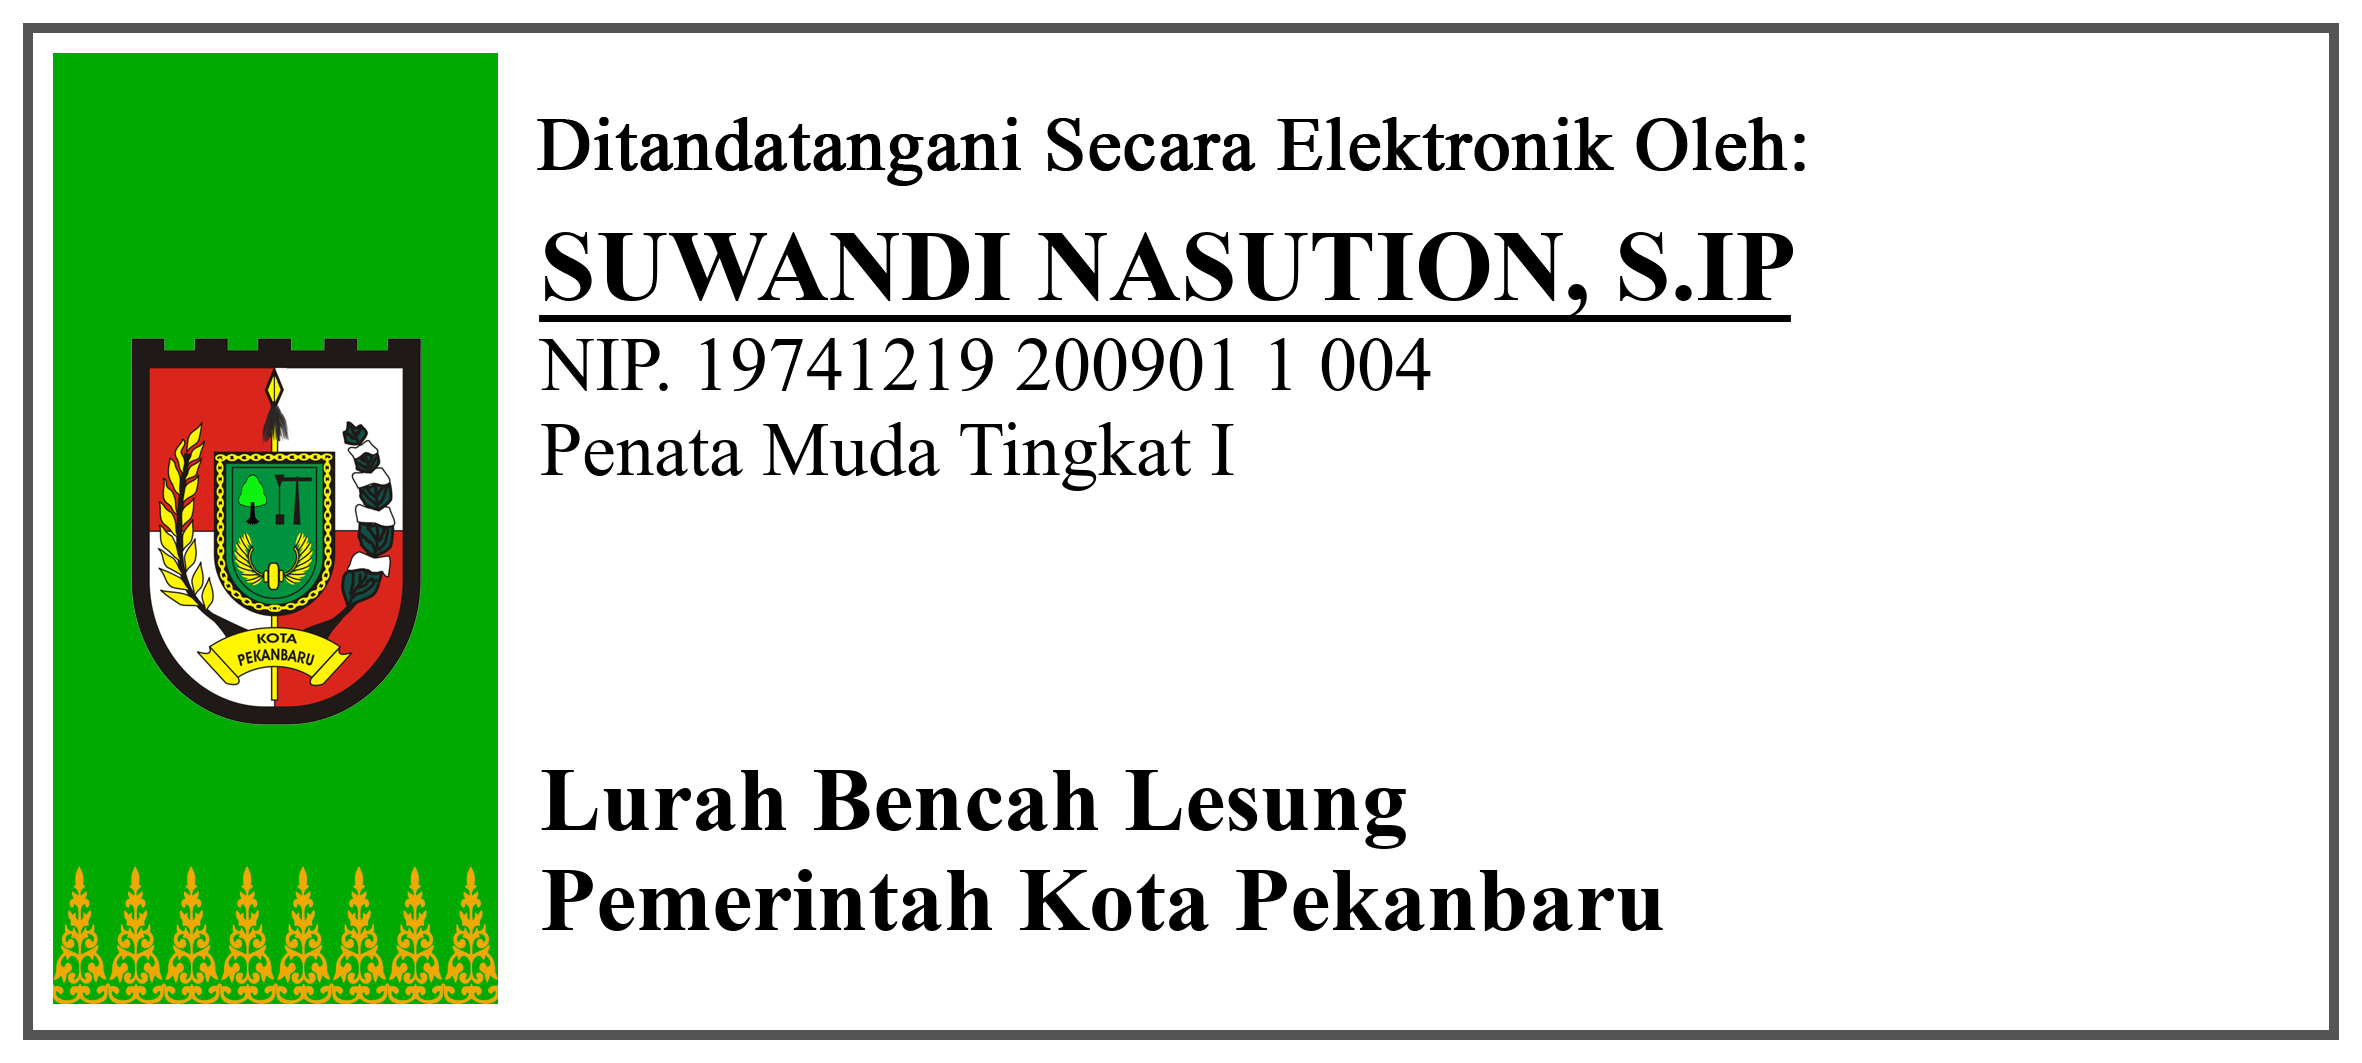 Ditandatangani Secara Elektronik Oleh:
SUWANDI NASUTION, S.IP
NIP. 19741219 200901 1 004
Penata Muda Tingkat I
KOTA
PEKANBARU
Lurah Bencah Lesung
Pemerintah Kota Pekanbaru